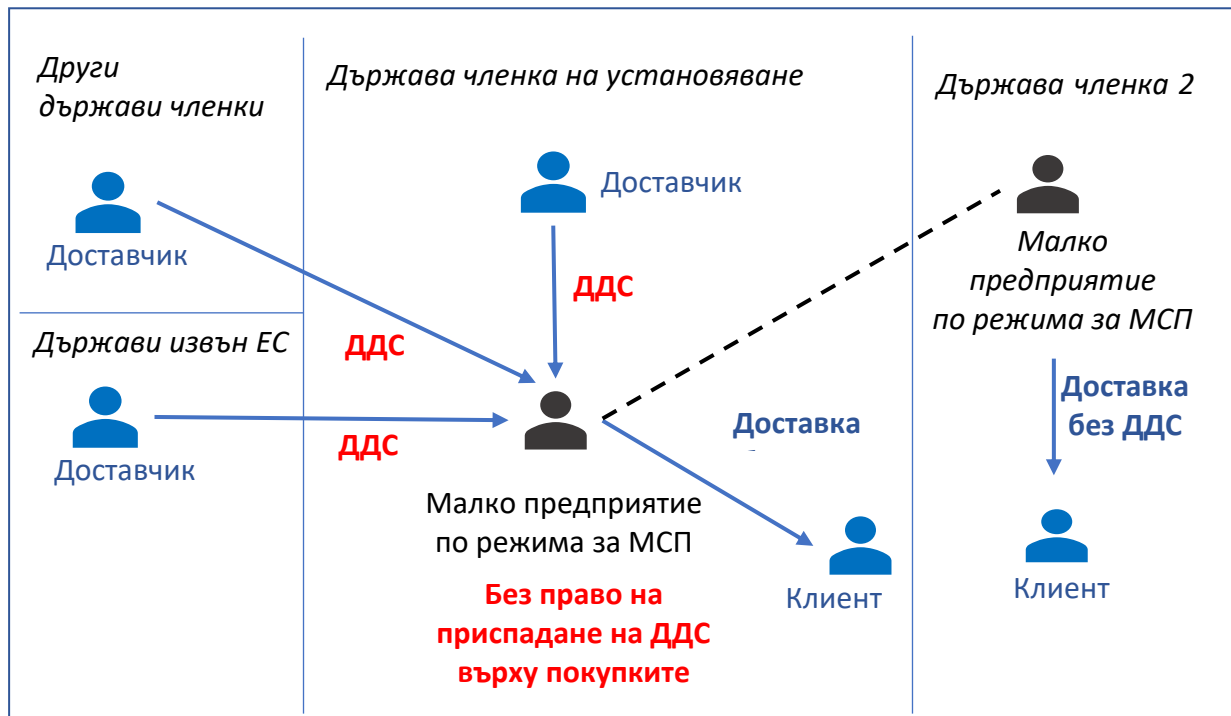 Други
държави членки
Доставчик
Държави извън ЕС
Доставчик
Държава членка на установяване
Доставчик
ДДС
ДДС
ДДС
Доставка
Малко предприятие
по режима за МСП
Без право на
приспадане на ДДС
върху покупките
Клиент
Държава членка 2
Малко
предприятие
по режима за МСП
Доставка
без ДДС
Клиент